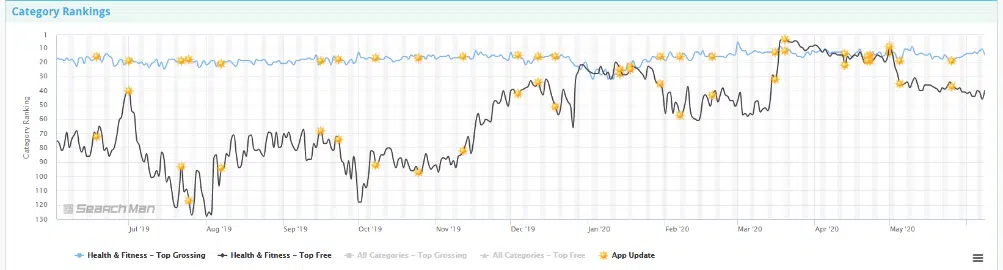 Category Rankings
1
10
20
30
40
50
60
70
80
90
100
110
120
130
Category Ranking
SEARCHMAN
Jul '19
Aug '19
Sep '19
Oct '19
Nov '19
Dec '19
Jan '20
Feb '20
Mar '20
Apr '20
May '20
Health & Fitness - Top Grossing
Health & Fitness - Top Free
All Categories - Top Grossing
All Categories - Top Free
App Update